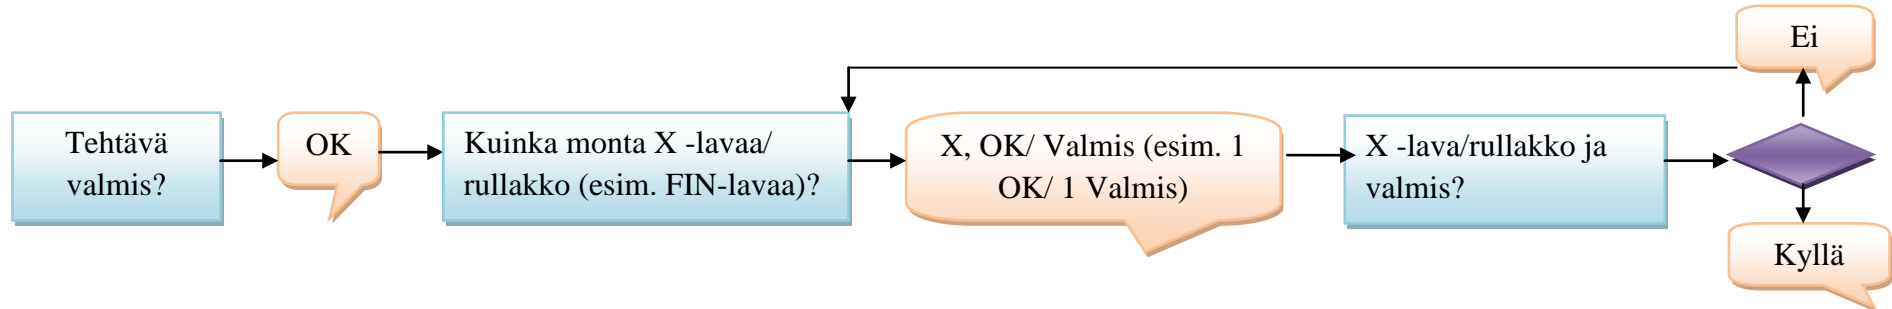 Ei
Tehtävä
valmis?
OK
Kuinka monta X -lavaa/
rullakko (esim. FIN-lavaa)?
X, OK/ Valmis (esim. 1
OK/ 1 Valmis)
X -lava/rullakko ja
valmis?
Kyllä